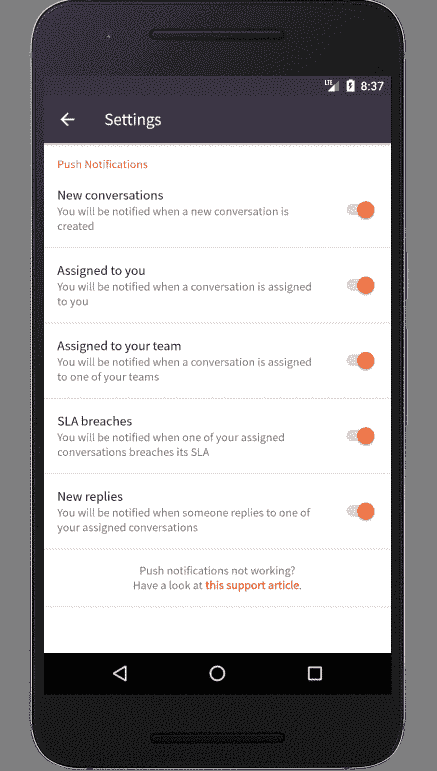 LTE 8:37
Settings
Push Notifications
New conversations
You will be notified when a new conversation is
created
Assigned to you
You will be notified when a conversation is assigned
to you
Assigned to your team
You will be notified when a conversation is assigned
to one of your teams
SLA breaches
You will be notified when one of your assigned
conversations breaches its SLA
New replies
You will be notified when someone replies to one of
your assigned conversations
Push notifications not working?
Have a look at this support article.